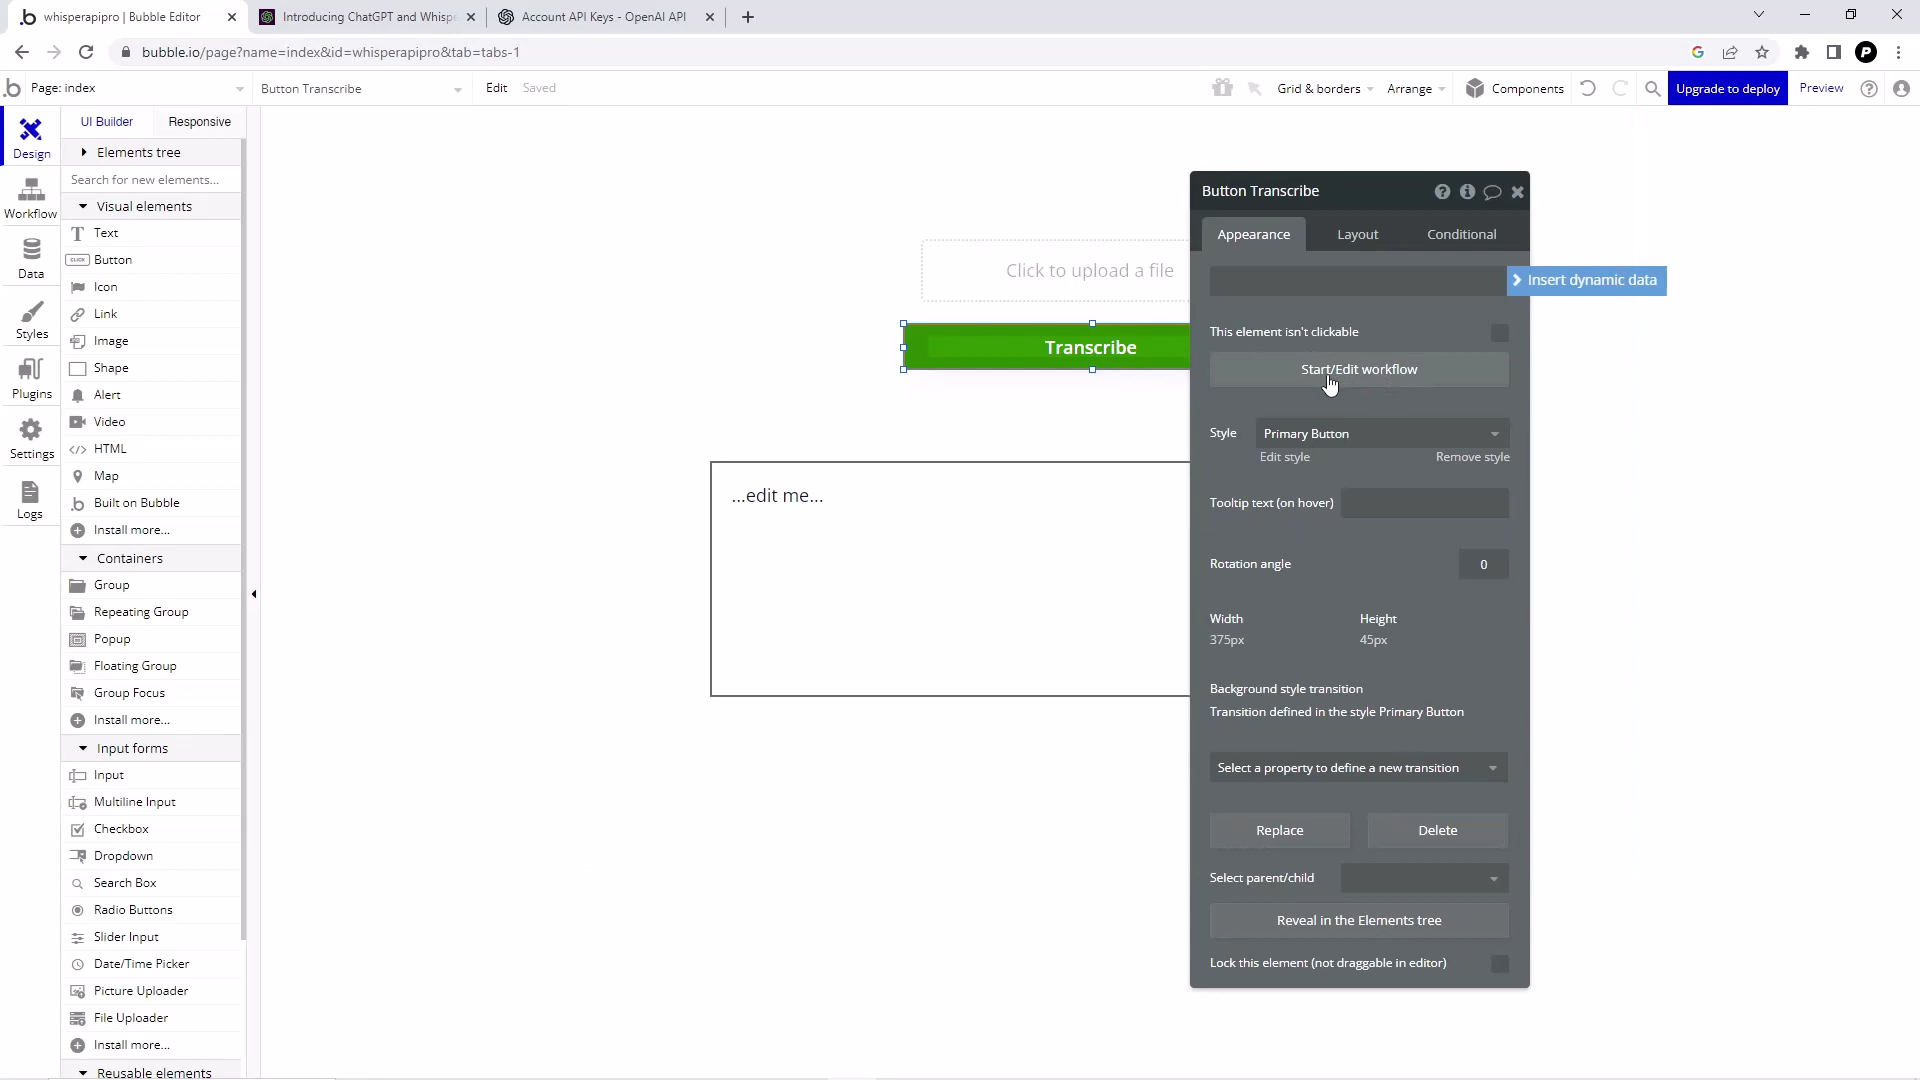 whisperapipro | Bubble Editor
Introducing ChatGPT and Whispe
Account API Keys - OpenAI API
bubble.io/page?name=index&id=whisperapipro&tab=tabs-1
P
Page: index
Button Transcribe
Edit
Saved
Grid & borders
Arrange
Components
Upgrade to deploy
Preview
Design
Workflow
Data
Styles
Plugins
Settings
Logs
UI Builder
Responsive
Elements tree
Search for new elements...
Visual elements
Text
CLICK Button
Icon
Link
Image
Shape
Alert
Video
HTML
Map
Built on Bubble
Install more...
Containers
Group
Repeating Group
Popup
Floating Group
Group Focus
Install more...
Input forms
Input
Multiline Input
Checkbox
Dropdown
Search Box
Radio Buttons
Slider Input
Date/Time Picker
Picture Uploader
File Uploader
Install more...
Reusable elements
Click to upload a file
Transcribe
...edit me...
Button Transcribe
Appearance
Layout
Conditional
Insert dynamic data
This element isn't clickable
Start/Edit workflow
Style
Primary Button
Edit style
Remove style
Tooltip text (on hover)
Rotation angle
0
Width
Height
375px
45px
Background style transition
Transition defined in the style Primary Button
Select a property to define a new transition
Replace
Delete
Select parent/child
Reveal in the Elements tree
Lock this element (not draggable in editor)